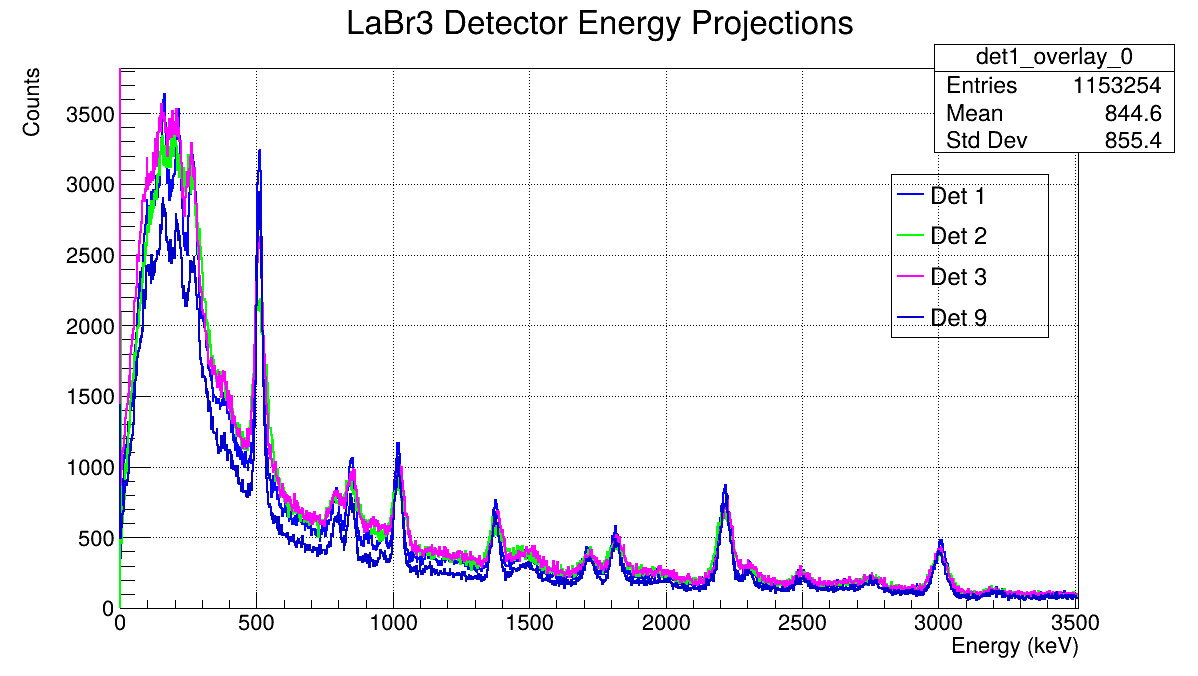 LaBr3 Detector Energy Projections
det1_overlay_0
Entries 1153254
Mean 844.6
Std Dev 855.4
Counts
3500
3000
2500
2000
1500
1000
500
0
Det 1
Det 2
Det 3
Det 9
0 500 1000 1500 2000 2500 3000 3500
Energy (keV)